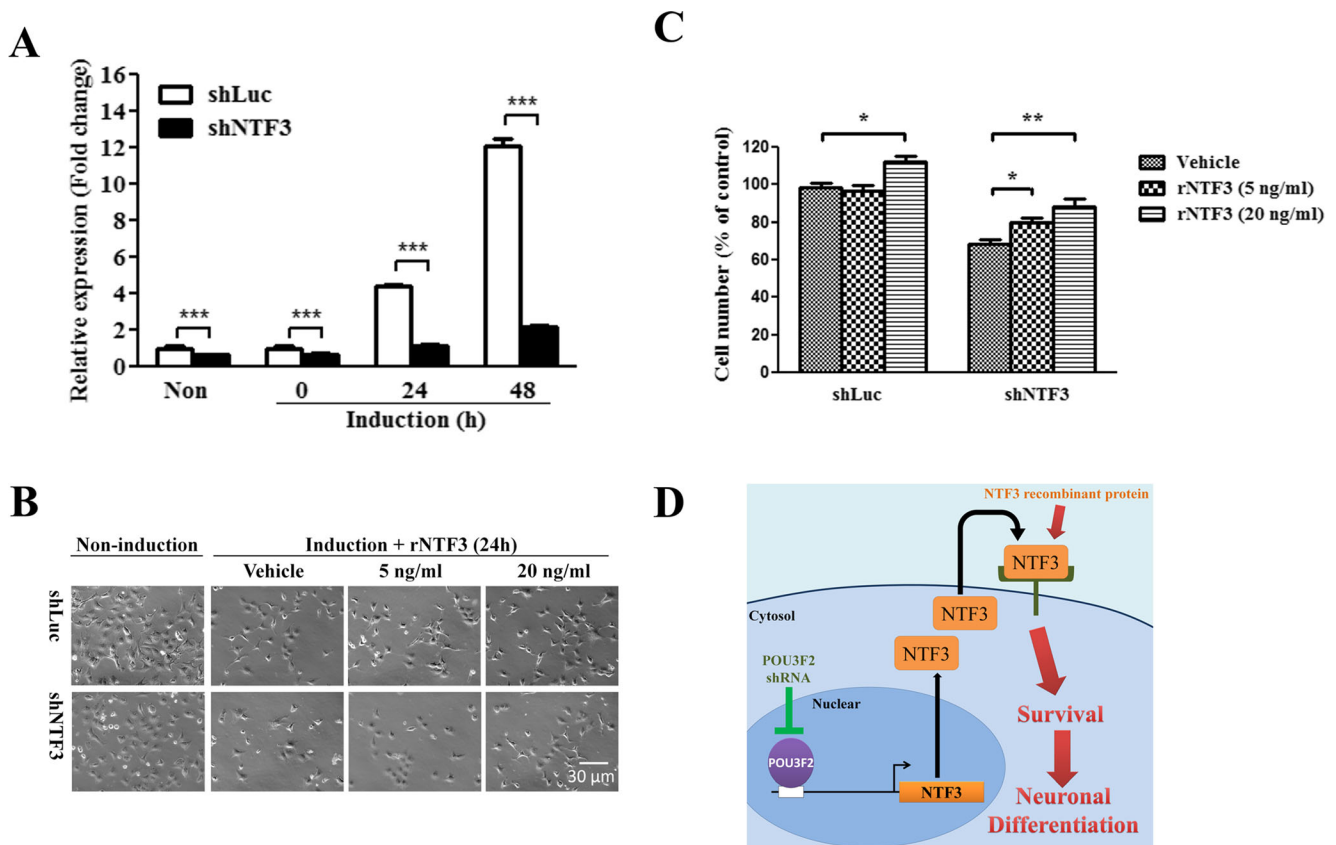 A
Relative expression (Fold change)
16
14
12
10
8
6
4
2
0
shLuc
shNTF3
***
***
***
***
Non
0
24
48
Induction (h)
B
Non-induction
Induction + rNTF3 (24h)
Vehicle
5 ng/ml
20 ng/ml
shLuc
shNTF3
30 µm
C
Cell number (% of control)
120
100
80
60
40
20
0
*
**
*
shLuc
shNTF3
Vehicle
rNTF3 (5 ng/ml)
rNTF3 (20 ng/ml)
D
NTF3 recombinant protein
NTF3
Cytosol
NTF3
NTF3
POU3F2
shRNA
Nuclear
POU3F2
NTF3
Survival
Neuronal
Differentiation